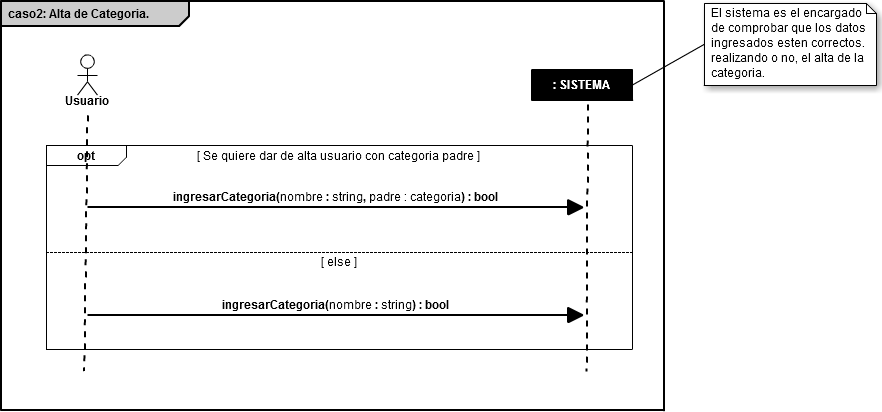 caso2: Alta de Categoria.
El sistema es el encargado
de comprobar que los datos
ingresados esten correctos.
realizando o no, el alta de la
categoria.
Usuario
: SISTEMA
opt
[ Se quiere dar de alta usuario con categoria padre ]
ingresarCategoria(nombre : string, padre : categoria) : bool
[ else ]
ingresarCategoria(nombre : string) : bool